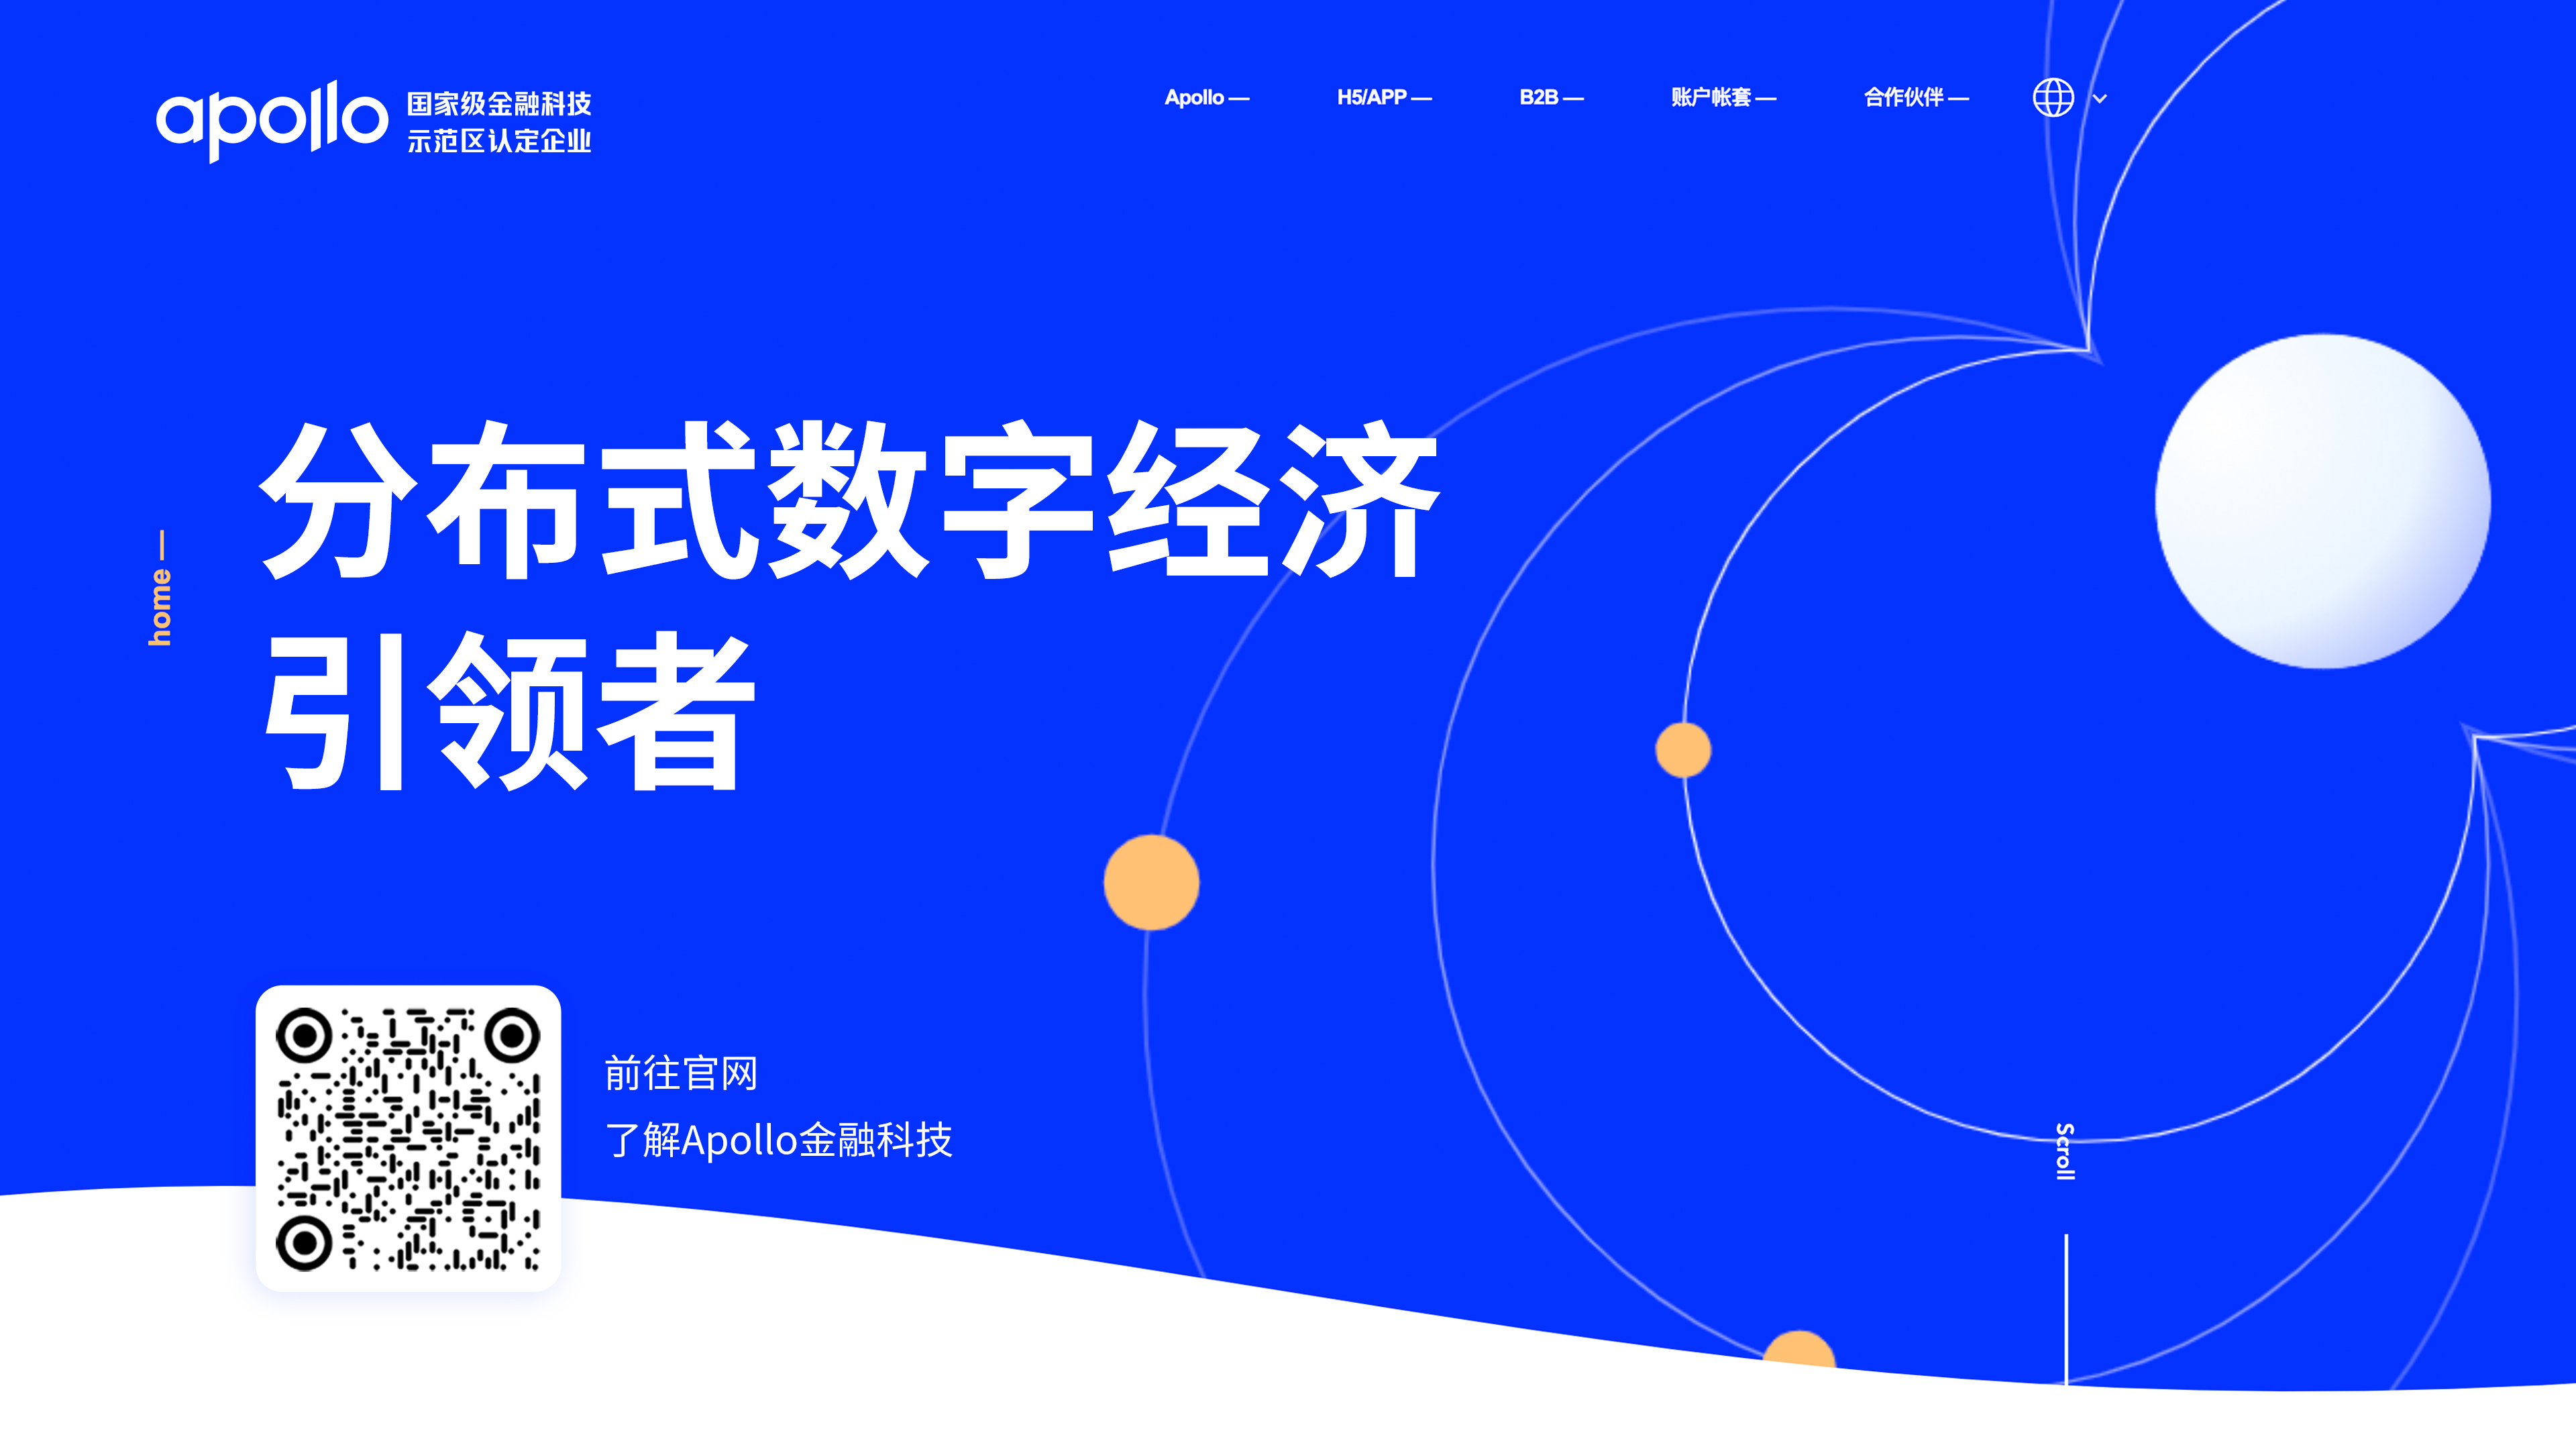 apollo
国家级金融科技
示范区认定企业
Apollo —
H5/APP —
B2B —
账户帐套 —
合作伙伴 —
分布式数字经济
引领者
home —
前往官网
了解Apollo金融科技
Scroll